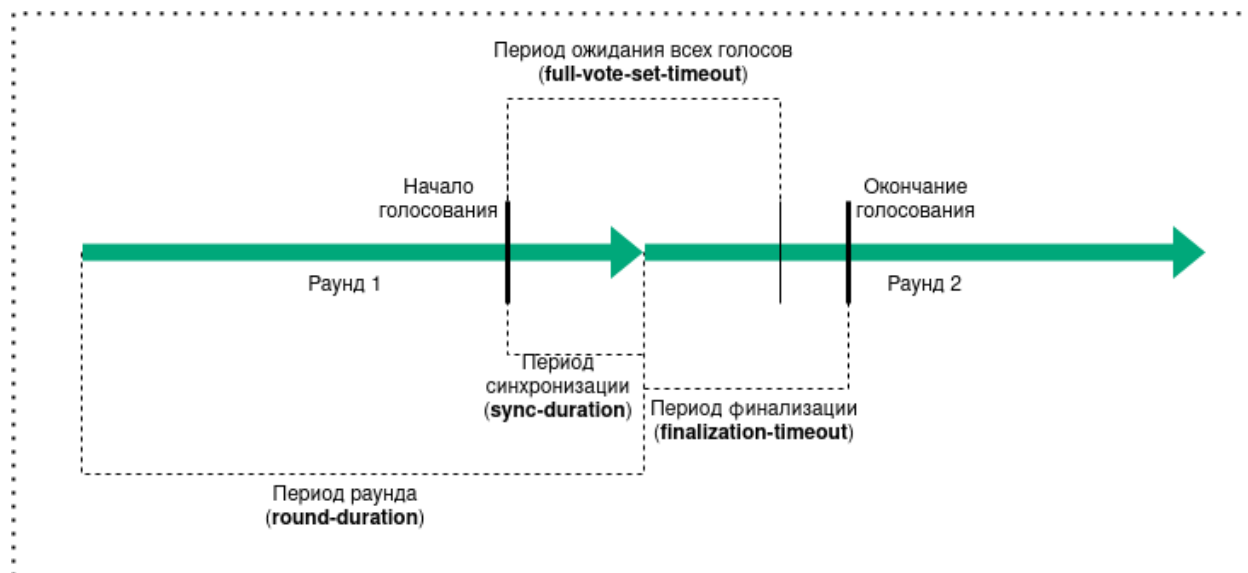 Период ожидания всех голосов
(full-vote-set-timeout)
Начало
голосования
Окончание
голосования
Раунд 1
Раунд 2
Период
синхронизации
(sync-duration)
Период финализации
(finalization-timeout)
Период раунда
(round-duration)